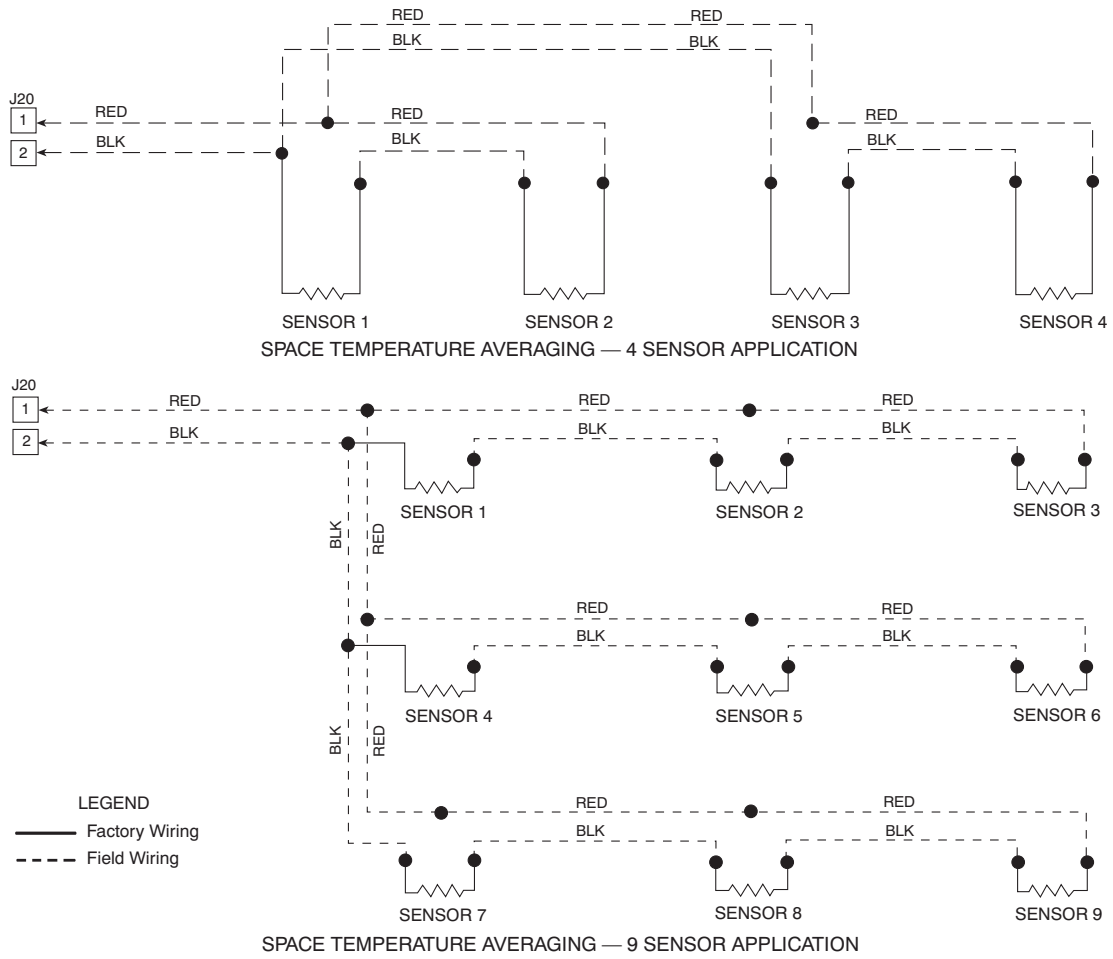 RED RED
BLK BLK
J20
1 RED RED RED
2 BLK BLK BLK
SENSOR 1 SENSOR 2 SENSOR 3 SENSOR 4
SPACE TEMPERATURE AVERAGING — 4 SENSOR APPLICATION
J20
1 RED RED RED
2 BLK BLK BLK
SENSOR 1 SENSOR 2 SENSOR 3
BLK RED
RED RED
BLK BLK
SENSOR 4 SENSOR 5 SENSOR 6
BLK RED
RED RED
BLK BLK
LEGEND
Factory Wiring
Field Wiring
SENSOR 7 SENSOR 8 SENSOR 9
SPACE TEMPERATURE AVERAGING — 9 SENSOR APPLICATION